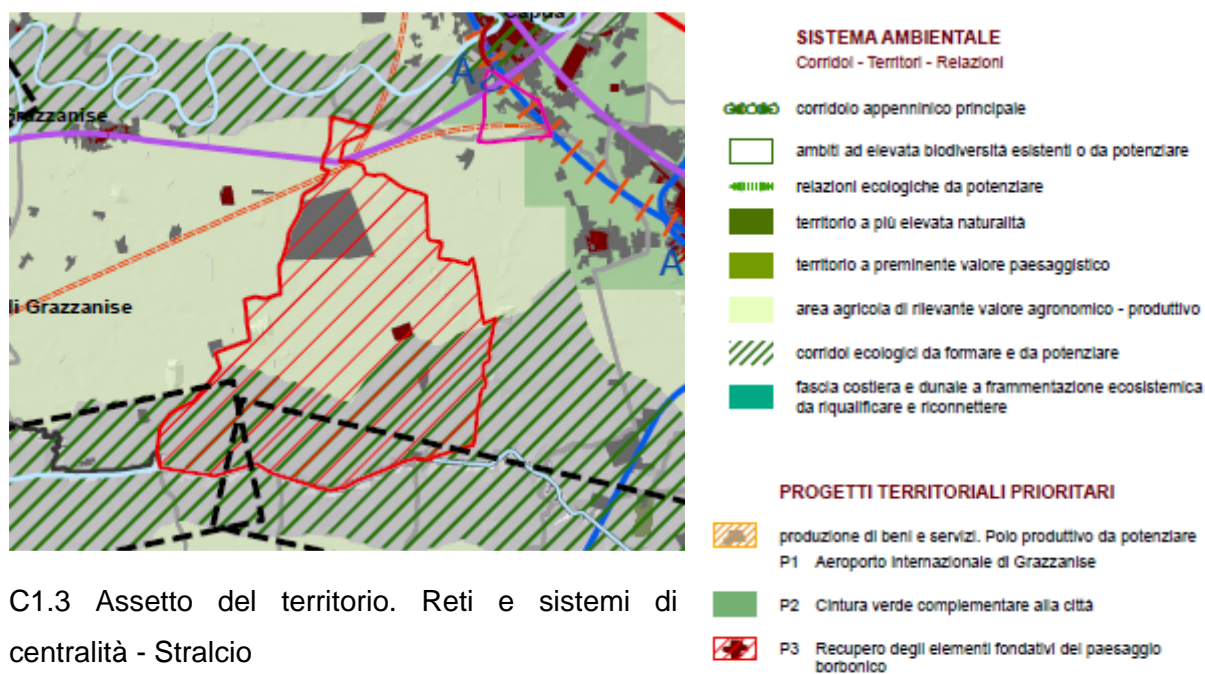 Capua
A
Grazzanise
li Grazzanise
A
C1.3 Assetto del territorio. Reti e sistemi di
centralità - Stralcio
SISTEMA AMBIENTALE
Corridoi - Territori - Relazioni
corridoio appenninico principale
ambiti ad elevata biodiversità esistenti o da potenziare
relazioni ecologiche da potenziare
territorio a più elevata naturalità
territorio a preminente valore paesaggistico
area agricola di rilevante valore agronomico - produttivo
corridoi ecologici da formare e da potenziare
fascia costiera e dunale a frammentazione ecosistemica
da riqualificare e riconnettere
PROGETTI TERRITORIALI PRIORITARI
produzione di beni e servizi. Polo produttivo da potenziare
P1 Aeroporto Internazionale di Grazzanise
P2 Cintura verde complementare alla città
P3 Recupero degli elementi fondativi del paesaggio
borbonico